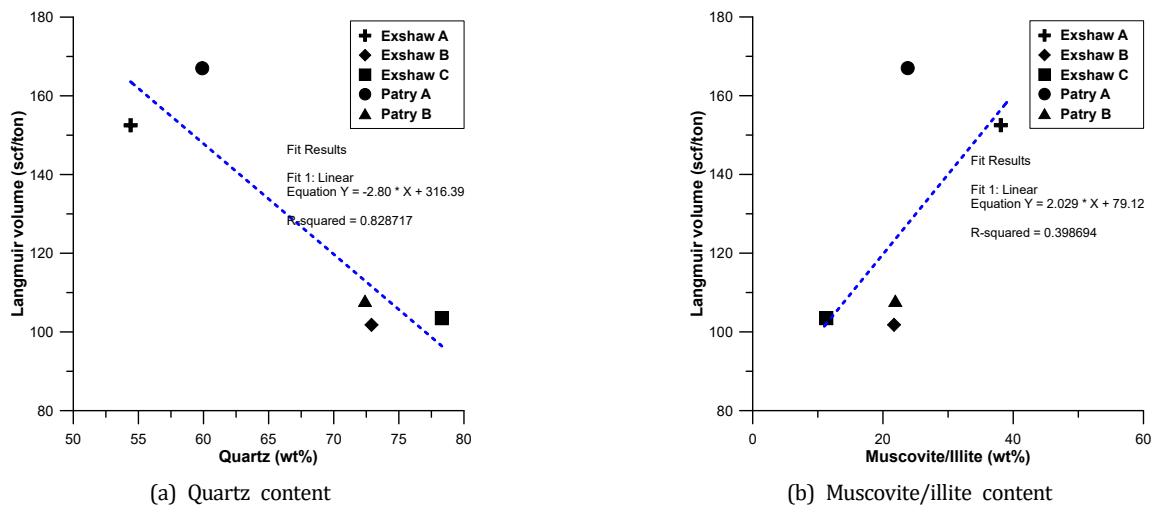 180
160
140
120
100
80
Langmuir volume (scf/ton)
Exshaw A
Exshaw B
Exshaw C
Patry A
Patry B
Fit Results
Fit 1: Linear
Equation Y = -2.80 * X + 316.39
R-squared = 0.828717
50 55 60 65 70 75 80
Quartz (wt%)
(a) Quartz content
180
160
140
120
100
80
Langmuir volume (scf/ton)
Exshaw A
Exshaw B
Exshaw C
Patry A
Patry B
Fit Results
Fit 1: Linear
Equation Y = 2.029 * X + 79.12
R-squared = 0.398694
0 20 40 60
Muscovite/Illite (wt%)
(b) Muscovite/illite content